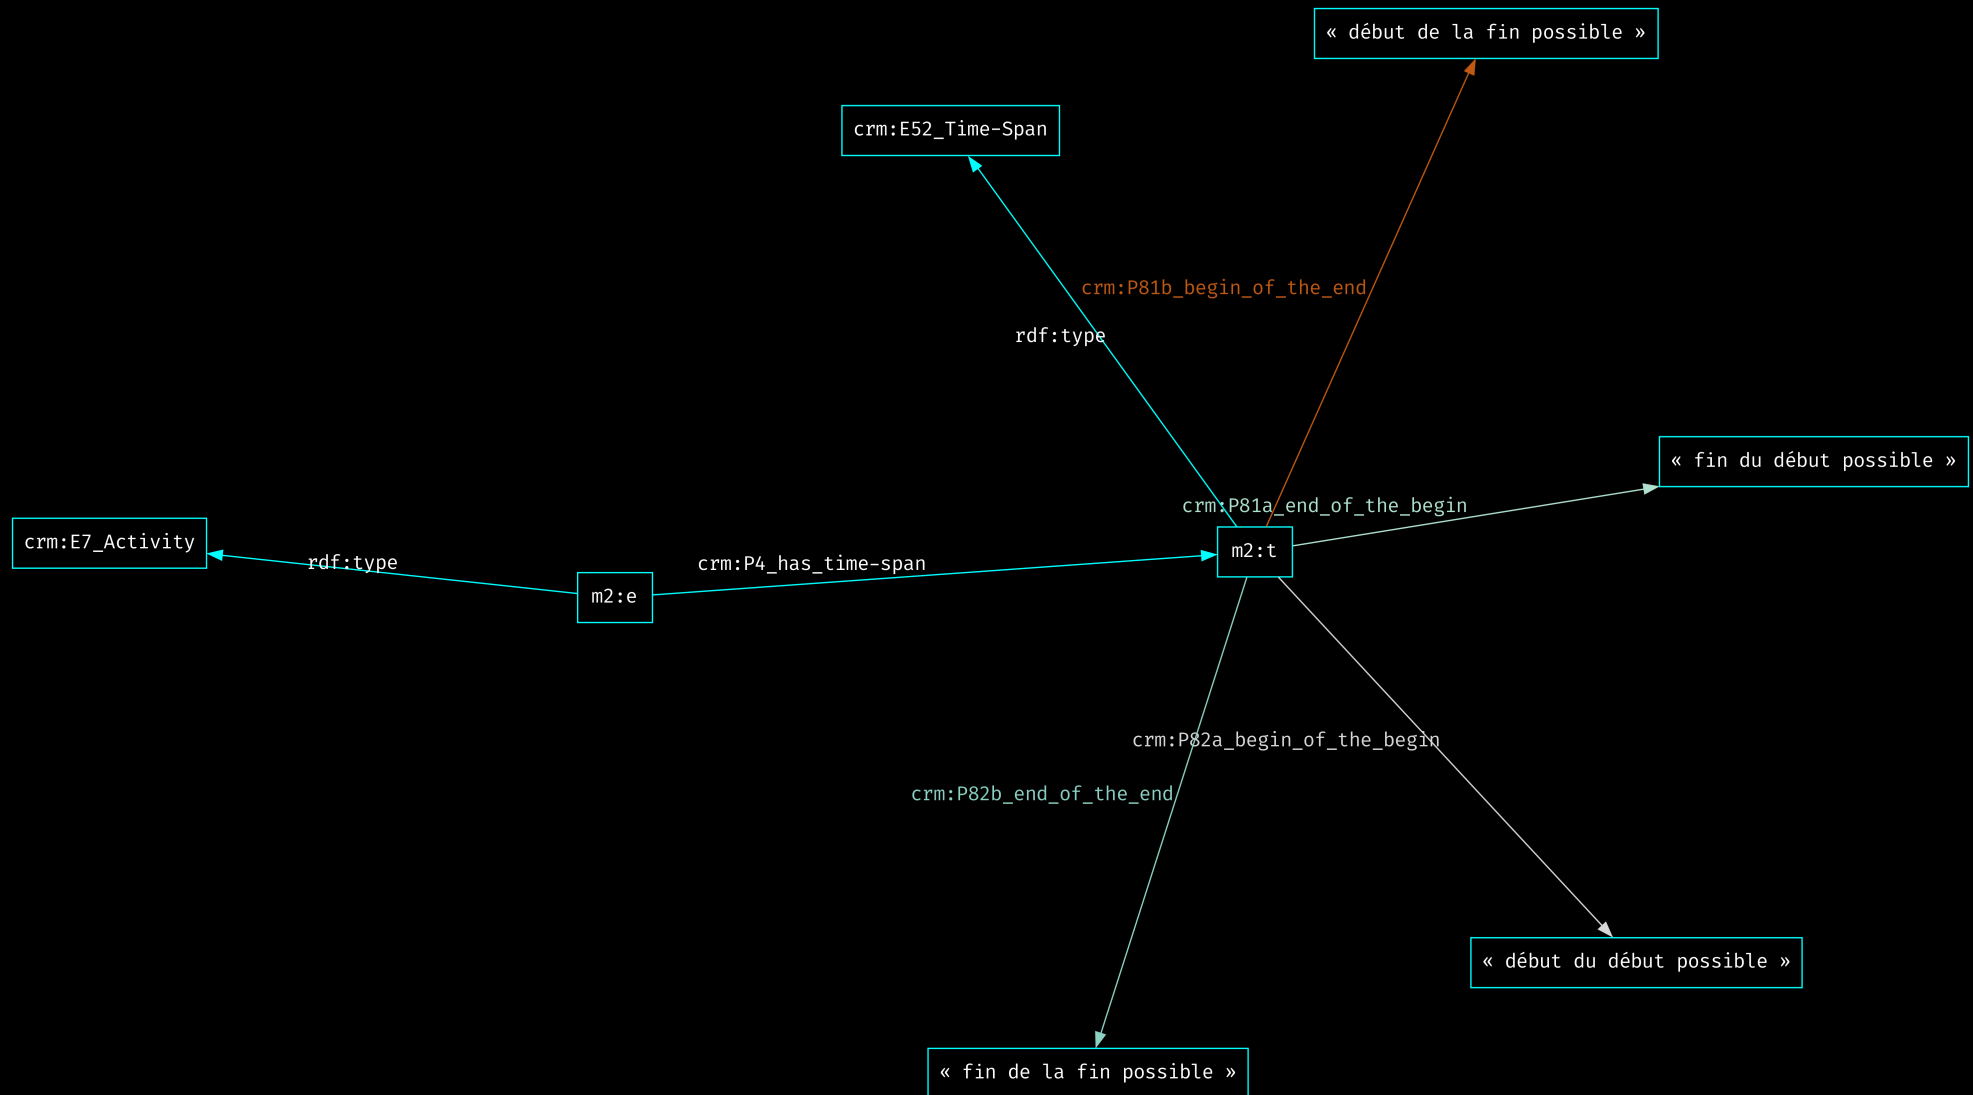 « début de la fin possible »
crm:E52_Time-Span
crm:P81b_begin_of_the_end
rdf:type
« fin du début possible »
crm:P81a_end_of_the_begin
crm:E7_Activity
rdf:type
crm:P4_has_time-span
m2:t
m2:e
crm:P82a_begin_of_the_begin
crm:P82b_end_of_the_end
« début du début possible »
« fin de la fin possible »